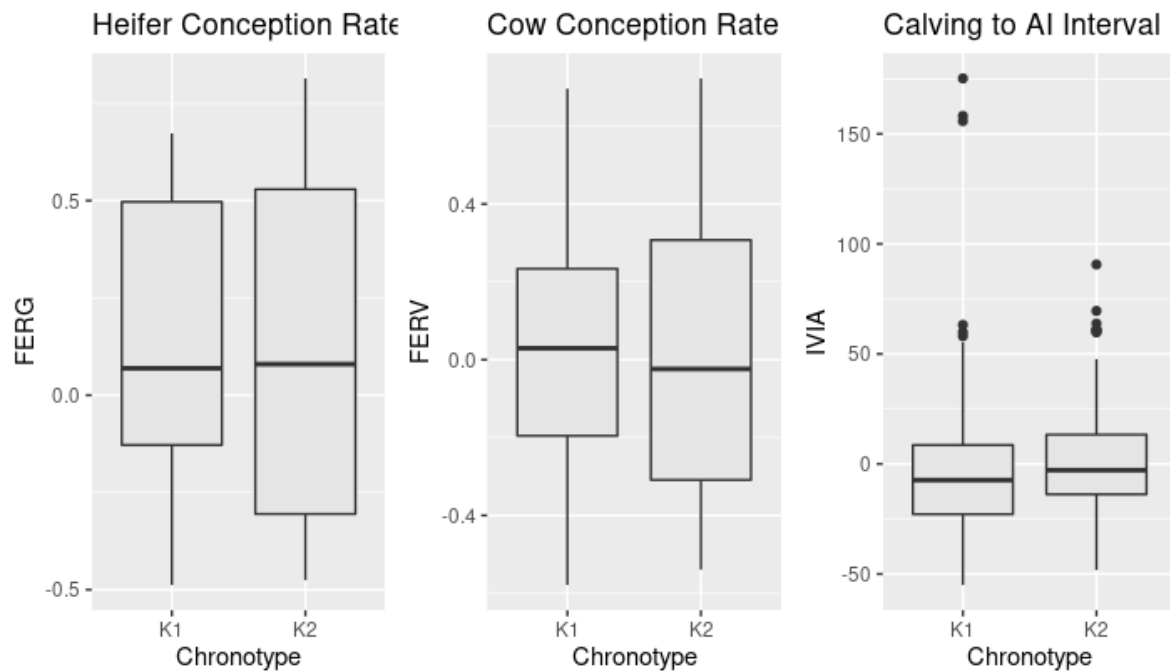 Heifer Conception Rate
FERG
0.5
0.0
-0.5
K1 K2
Chronotype
Cow Conception Rate
FERV
0.4
0.0
-0.4
K1 K2
Chronotype
Calving to AI Interval
IVIA
150
100
50
0
-50
K1 K2
Chronotype